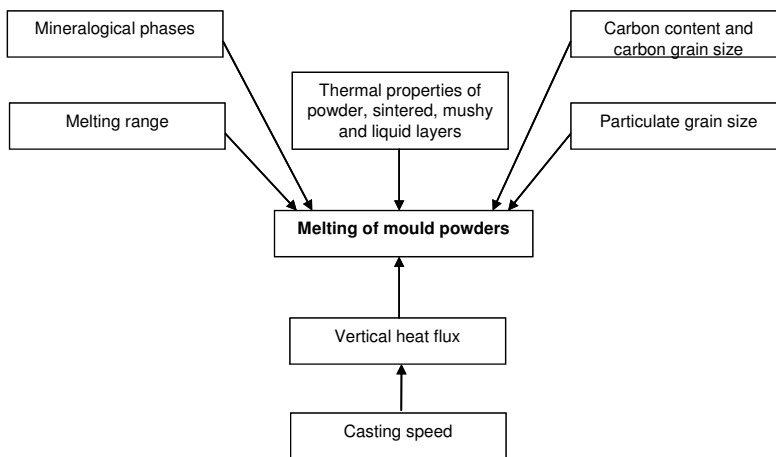 Mineralogical phases
Carbon content and
carbon grain size
Thermal properties of
powder, sintered, mushy
and liquid layers
Melting range
Particulate grain size
Melting of mould powders
Vertical heat flux
Casting speed